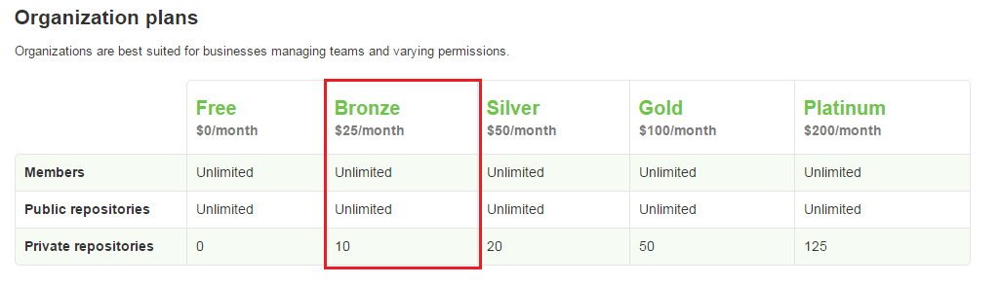 Organization plans
Organizations are best suited for businesses managing teams and varying permissions.
Free Bronze Silver Gold Platinum
$0/month $25/month $50/month $100/month $200/month
Members Unlimited Unlimited Unlimited Unlimited Unlimited
Public repositories Unlimited Unlimited Unlimited Unlimited Unlimited
Private repositories 0 10 20 50 125